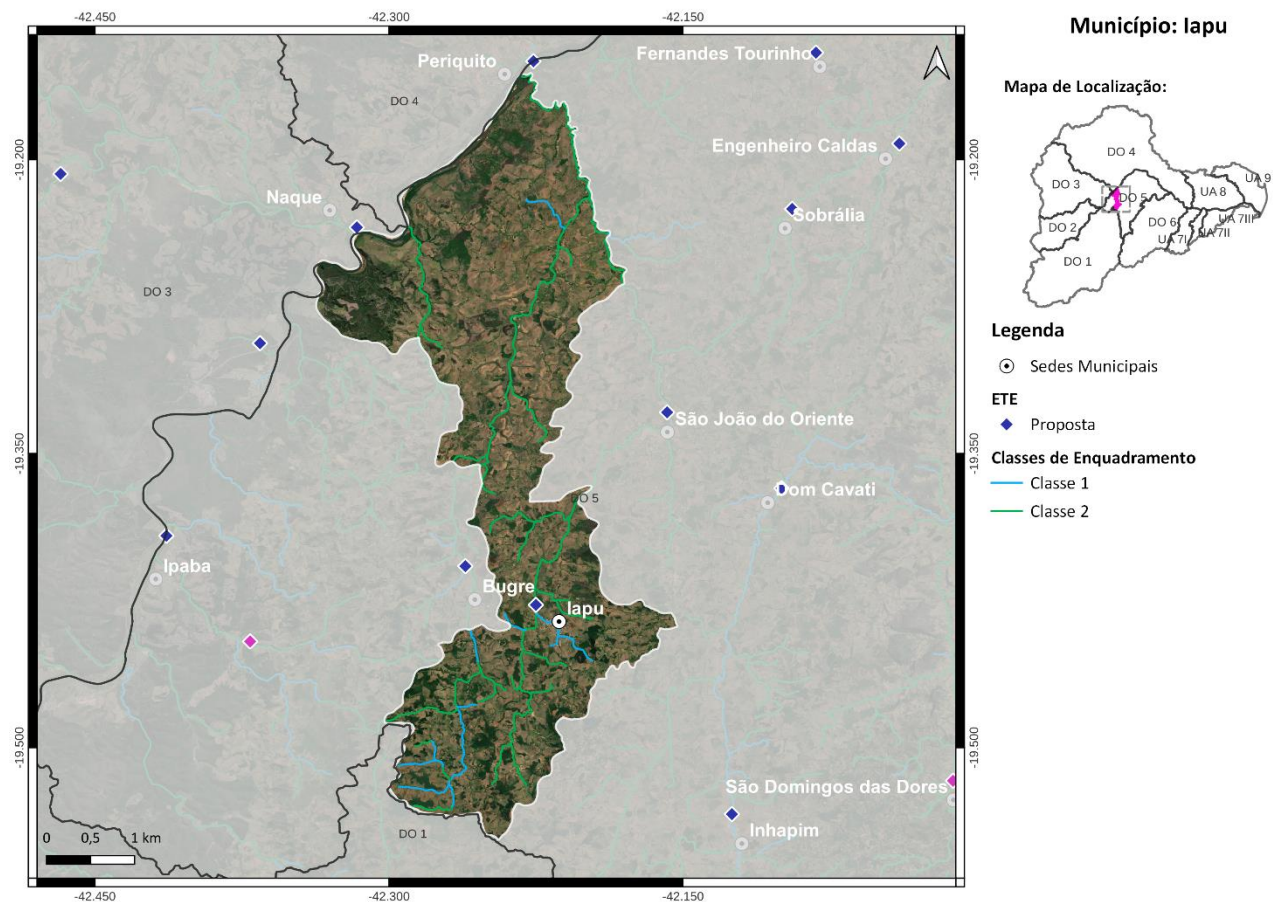 Município: Iapu
-42.450
-42.300
-42.150
Periquito
Fernandes Tourinho
DO 4
Mapa de Localização:
Engenheiro Caldas
DO 4
UA 9
DO 3
UA 8
DO 5
-19.200
-19.200
Naque
Sobrália
DO 6
UA 7III
DO 2
UA 7II
UA 7I
DO 1
DO 3
Legenda
Sedes Municipais
ETE
São João do Oriente
Proposta
-19.350
-19.350
Classes de Enquadramento
Classe 1
Dom Cavati
DO 5
Classe 2
Ipaba
Bugre
Iapu
-19.500
-19.500
São Domingos das Dores
Inhapim
DO 1
0 0,5 1 km
-42.450
-42.300
-42.150